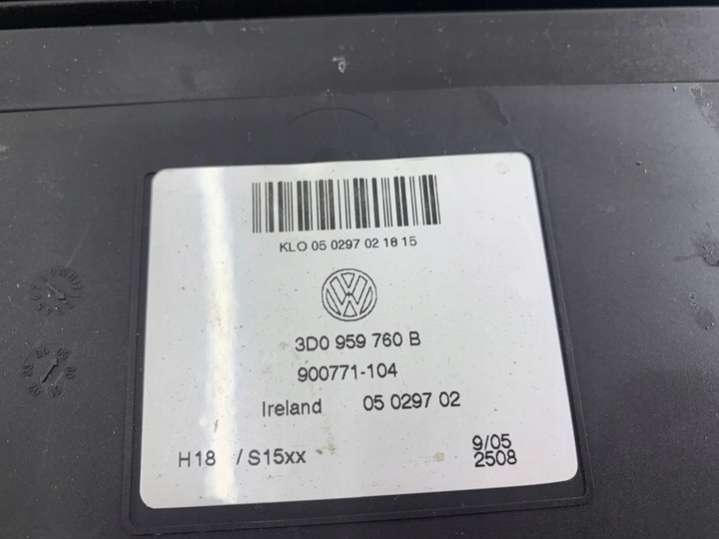 KLO 05 0297 02 18 15
3D0 959 760 B
900771-104
Ireland 05 0297 02
H18 / S15xx 9/05
2508